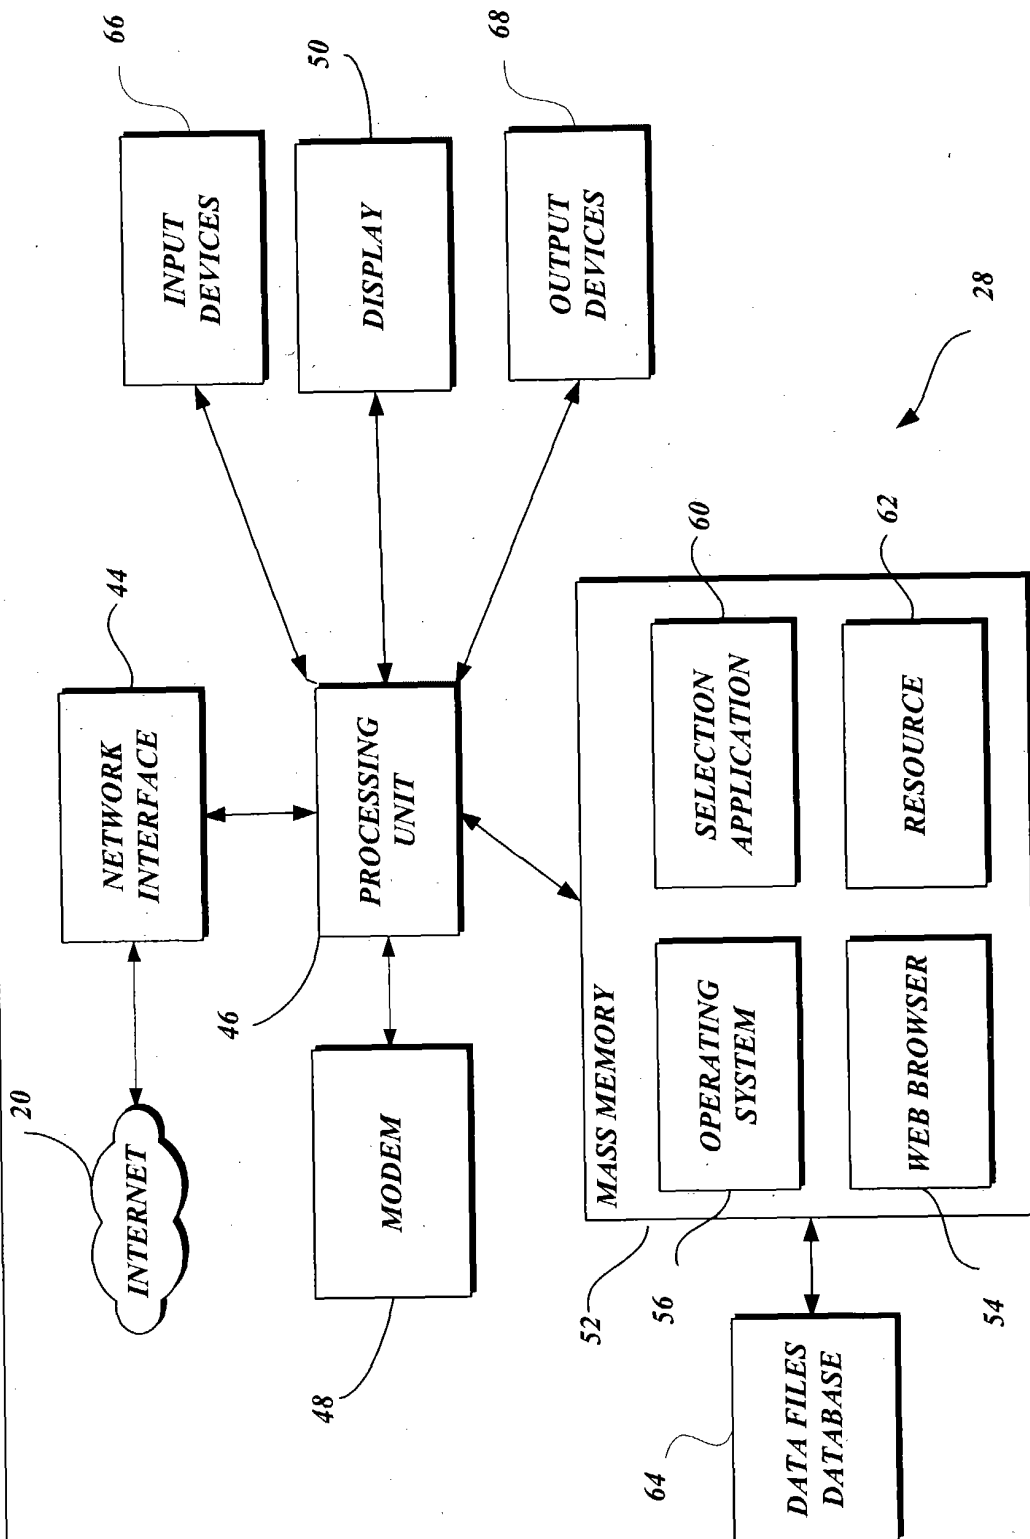 20
INTERNET
44
NETWORK
INTERFACE
66
INPUT
DEVICES
48
MODEM
46
PROCESSING
UNIT
50
DISPLAY
68
OUTPUT
DEVICES
28
52
MASS MEMORY
56
OPERATING
SYSTEM
60
SELECTION
APPLICATION
54
WEB BROWSER
62
RESOURCE
64
DATA FILES
DATABASE